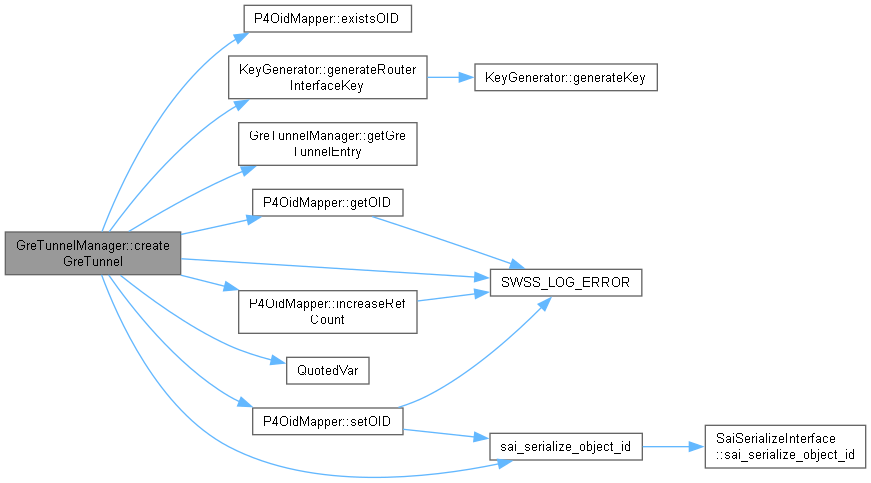 P4OidMapper::existsOID
KeyGenerator::generateRouter
InterfaceKey
KeyGenerator::generateKey
GreTunnelManager::getGre
TunnelEntry
P4OidMapper::getOID
GreTunnelManager::create
GreTunnel
SWSS_LOG_ERROR
P4OidMapper::increaseRef
Count
QuotedVar
P4OidMapper::setOID
sai_serialize_object_id
SaiSerializeInterface
::sai_serialize_object_id